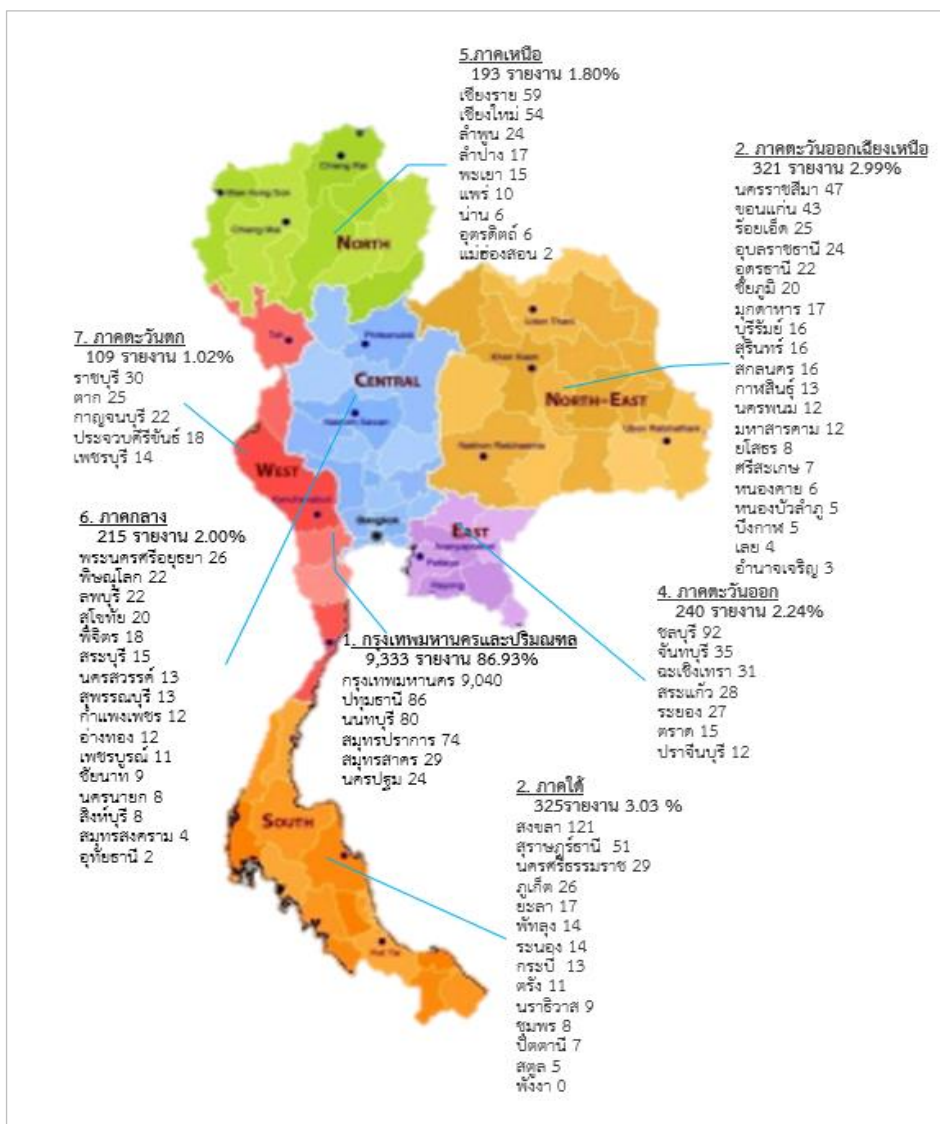 5.ภาคเหนือ
193 รายงาน 1.80%
เชียงราย 59
เชียงใหม่ 54
ลำพูน 24
ลำปาง 17
พะเยา 15
แพร่ 10
น่าน 6
อุตรดิตถ์ 6
แม่ฮ่องสอน 2
2. ภาคตะวันออกเฉียงเหนือ
321 รายงาน 2.99%
นครราชสีมา 47
ขอนแก่น 43
ร้อยเอ็ด 25
อุบลราชธานี 24
อุดรธานี 22
ชัยภูมิ 20
มุกดาหาร 17
บุรีรัมย์ 16
สุรินทร์ 16
สกลนคร 16
กาฬสินธุ์ 13
นครพนม 12
มหาสารคาม 12
ยโสธร 8
ศรีสะเกษ 7
หนองคาย 6
หนองบัวลำภู 5
บึงกาฬ 5
เลย 4
อำนาจเจริญ 3
7. ภาคตะวันตก
109 รายงาน 1.02%
ราชบุรี 30
ตาก 25
กาญจนบุรี 22
ประจวบคีรีขันธ์ 18
เพชรบุรี 14
6. ภาคกลาง
215 รายงาน 2.00%
พระนครศรีอยุธยา 26
พิษณุโลก 22
ลพบุรี 22
สุโขทัย 20
พิจิตร 18
สระบุรี 15
นครสวรรค์ 13
สุพรรณบุรี 13
กำแพงเพชร 12
อ่างทอง 12
เพชรบูรณ์ 11
ชัยนาท 9
นครนายก 8
สิงห์บุรี 8
สมุทรสงคราม 4
อุทัยธานี 2
1. กรุงเทพมหานครและปริมณฑล
9,333 รายงาน 86.93%
กรุงเทพมหานคร 9,040
ปทุมธานี 86
นนทบุรี 80
สมุทรปราการ 74
สมุทรสาคร 29
นครปฐม 24
4. ภาคตะวันออก
240 รายงาน 2.24%
ชลบุรี 92
จันทบุรี 35
ฉะเชิงเทรา 31
สระแก้ว 28
ระยอง 27
ตราด 15
ปราจีนบุรี 12
2. ภาคใต้
325รายงาน 3.03 %
สงขลา 121
สุราษฎร์ธานี 51
นครศรีธรรมราช 29
ภูเก็ต 26
ยะลา 17
พัทลุง 14
ระนอง 14
กระบี่ 13
ตรัง 11
นราธิวาส 9
ชุมพร 8
ปัตตานี 7
สตูล 5
พังงา 0
NORTH
Chiang Rai
Mae Hong Son
Chiang Mai
CENTRAL
Phitsanulok
Nakhon Sawan
Tak
NORTH-EAST
Udon Thani
Khon Kaen
Ubon Ratchathani
Nakhon Ratchasima
WEST
Kanchanaburi
Bangkok
EAST
Pattaya
Rayong
SOUTH
Hat Yai